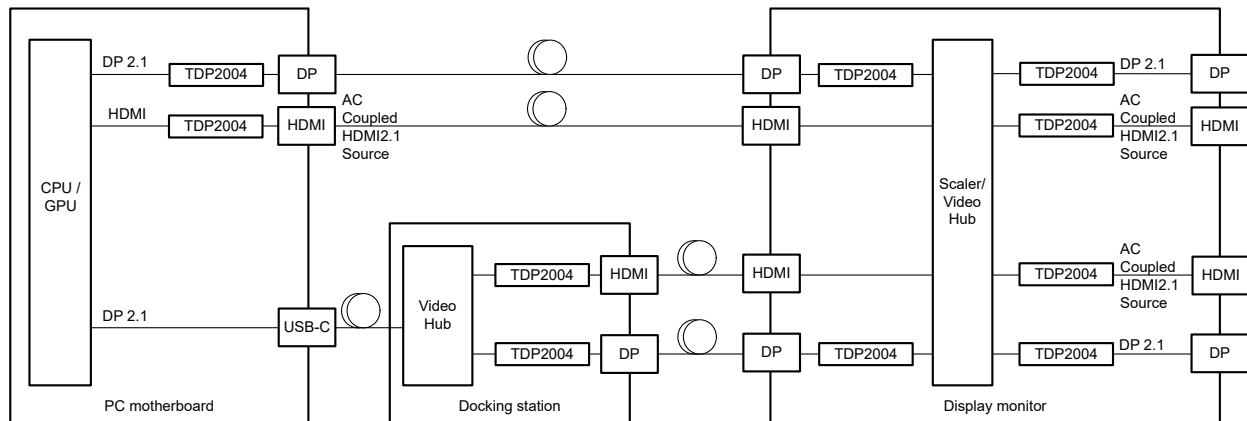 DP 2.1
TDP2004
DP
DP
TDP2004
TDP2004
DP 2.1
DP
HDMI
TDP2004
HDMI
AC
Coupled
HDMI2.1
Source
HDMI
TDP2004
AC
Coupled
HDMI2.1
Source
HDMI
CPU /
GPU
Scaler/
Video
Hub
TDP2004
HDMI
HDMI
TDP2004
AC
Coupled
HDMI2.1
Source
HDMI
DP 2.1
USB-C
Video
Hub
TDP2004
DP
DP
TDP2004
TDP2004
DP 2.1
DP
PC motherboard
Docking station
Display monitor